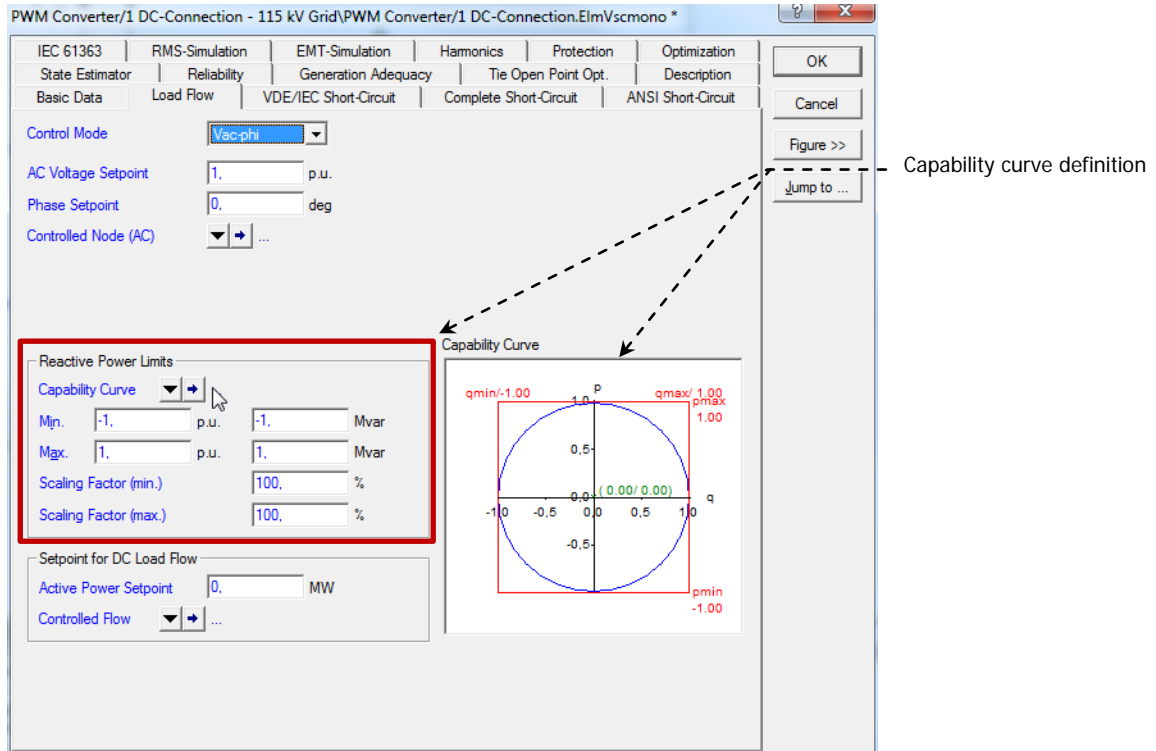 PWM Converter/1 DC-Connection - 115 kV Grid\PWM Converter/1 DC-Connection.ElmVscmono *
?
X
IEC 61363 RMS-Simulation EMT-Simulation Harmonics Protection Optimization
State Estimator Reliability Generation Adequacy Tie Open Point Opt. Description
Basic Data Load Flow VDE/IEC Short-Circuit Complete Short-Circuit ANSI Short-Circuit
OK
Cancel
Figure >>
Jump to ...
Capability curve definition
Control Mode Vac-phi
AC Voltage Setpoint 1, p.u.
Phase Setpoint 0, deg
Controlled Node (AC) ...
Reactive Power Limits
Capability Curve
Min. -1, p.u. -1, Mvar
Max. 1, p.u. 1, Mvar
Scaling Factor (min.) 100, %
Scaling Factor (max.) 100, %
Setpoint for DC Load Flow
Active Power Setpoint 0, MW
Controlled Flow ...
Capability Curve
qmin/-1.00 p qmax/ 1.00
1,0 pmax
1.00
0,5
0,0 ( 0.00/ 0.00) q
-1,0 -0,5 0,0 0,5 1,0
-0,5
pmin
-1.00